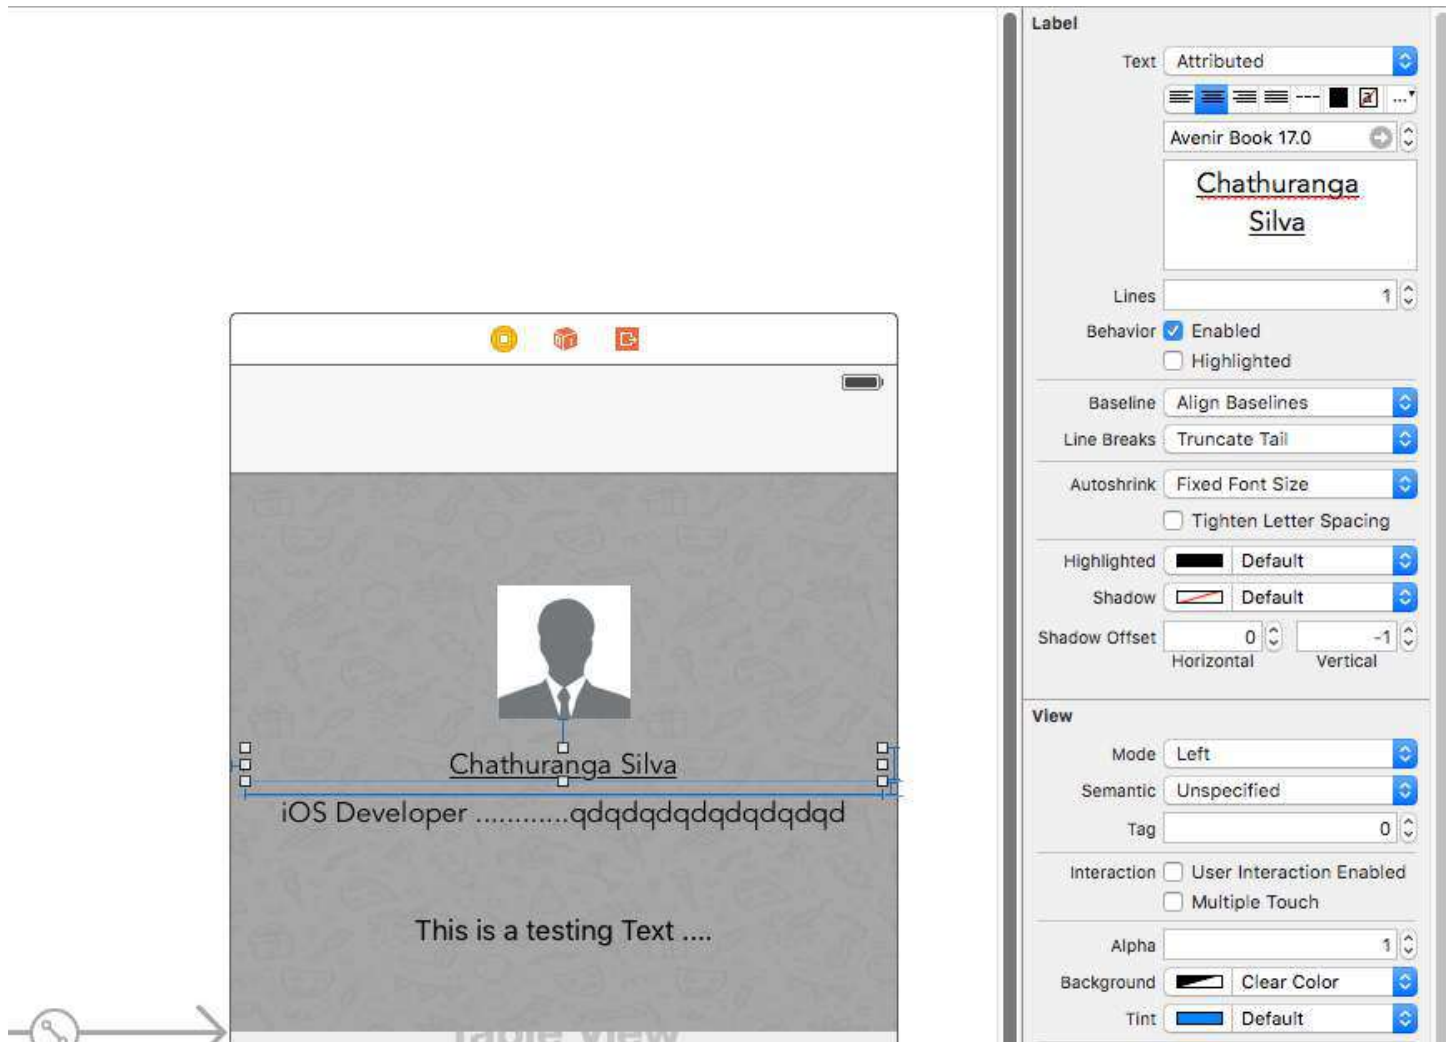 Label
Text Attributed
a ...
Avenir Book 17.0
Chathuranga
Silva
Lines 1
Behavior Enabled
Highlighted
Baseline Align Baselines
Line Breaks Truncate Tail
Autoshrink Fixed Font Size
Tighten Letter Spacing
Highlighted Default
Shadow Default
Shadow Offset 0 -1
Horizontal Vertical
View
Mode Left
Semantic Unspecified
Tag 0
Interaction User Interaction Enabled
Multiple Touch
Alpha 1
Background Clear Color
Tint Default
Chathuranga Silva
iOS Developer ............qdqdqdqdqdqdqdqd
This is a testing Text ....
Table View